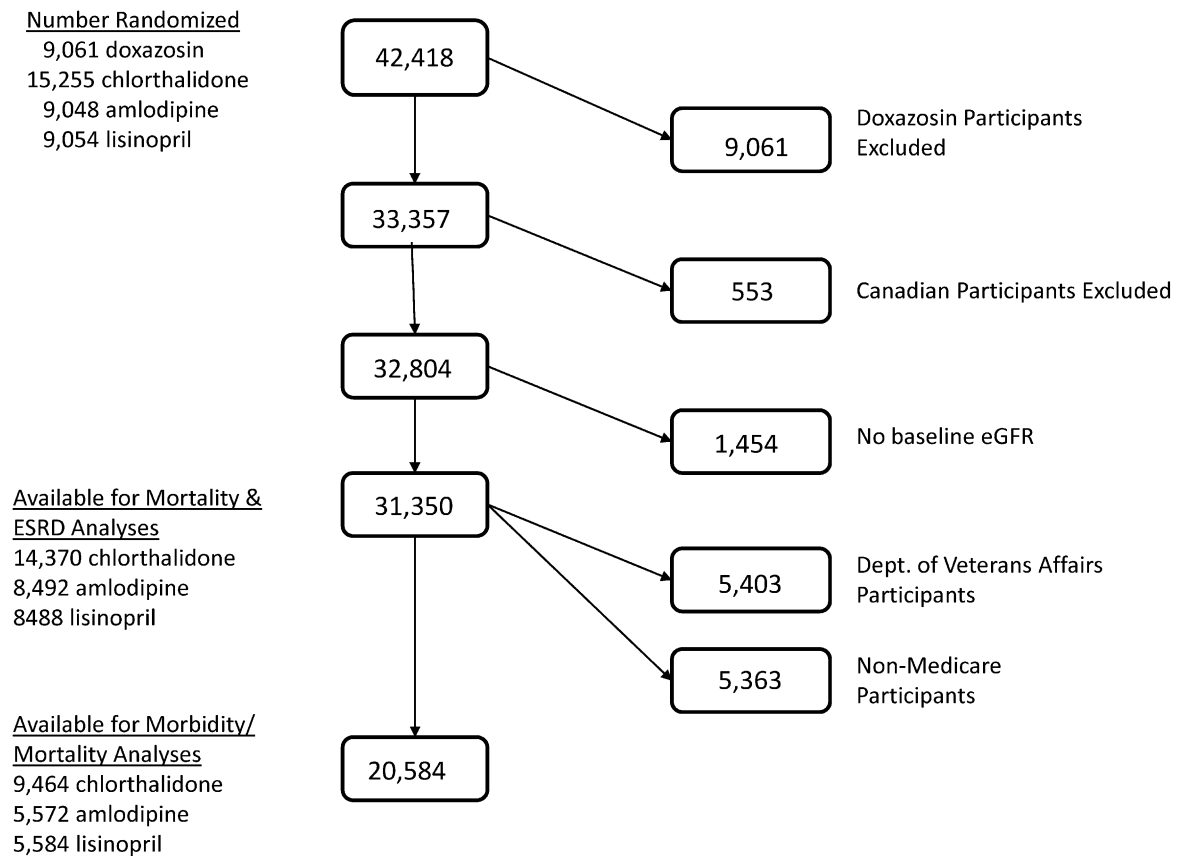 Number Randomized
9,061 doxazosin
15,255 chlorthalidone
9,048 amlodipine
9,054 lisinopril
42,418
9,061
Doxazosin Participants
Excluded
33,357
553
Canadian Participants Excluded
32,804
1,454
No baseline eGFR
Available for Mortality &
ESRD Analyses
14,370 chlorthalidone
8,492 amlodipine
8488 lisinopril
31,350
5,403
Dept. of Veterans Affairs
Participants
5,363
Non-Medicare
Participants
Available for Morbidity/
Mortality Analyses
9,464 chlorthalidone
5,572 amlodipine
5,584 lisinopril
20,584